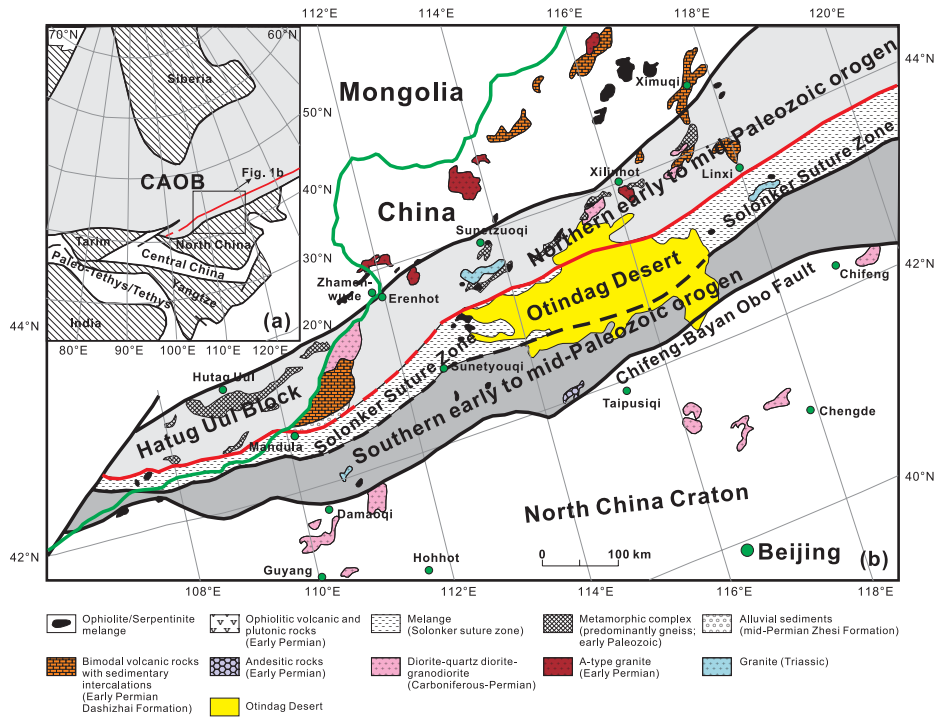 112°E
114°E
116°E
118°E
120°E
70°N
60°N
Siberia
50°N
CAOB
Fig. 1b
40°N
Tarim
North China
Central China
Paleo-Tethys/Tethys
Yangtze
30°N
India
(a)
20°N
80°E
90°E
100°E
110°E
120°E
Mongolia
China
Ximuqi
44°N
Northern early to mid-Paleozoic orogen
Xilinhot
Linxi
Solonker Suture Zone
Sunetzuoqi
Zhamen-
wude
Erenhot
Otindag Desert
Chifeng
42°N
44°N
Chifeng-Bayan Obo Fault
Hutag Uul
Sunetyouqi
Solonker Suture Zone
Southern early to mid-Paleozoic orogen
Hatug Uul Block
Mandula
Taipusiqi
Chengde
40°N
Damaoqi
North China Craton
42°N
0
100 km
Beijing
(b)
Guyang
Hohhot
108°E
110°E
112°E
114°E
116°E
118°E
Ophiolite/Serpentinite
melange
Ophiolitic volcanic and
plutonic rocks
(Early Permian)
Melange
(Solonker suture zone)
Metamorphic complex
(predominantly gneiss;
early Paleozoic)
Alluvial sediments
(mid-Permian Zhesi Formation)
Bimodal volcanic rocks
with sedimentary
intercalations
(Early Permian
Dashizhai Formation)
Andesitic rocks
(Early Permian)
Diorite-quartz diorite-
granodiorite
(Carboniferous-Permian)
A-type granite
(Early Permian)
Granite (Triassic)
Otindag Desert